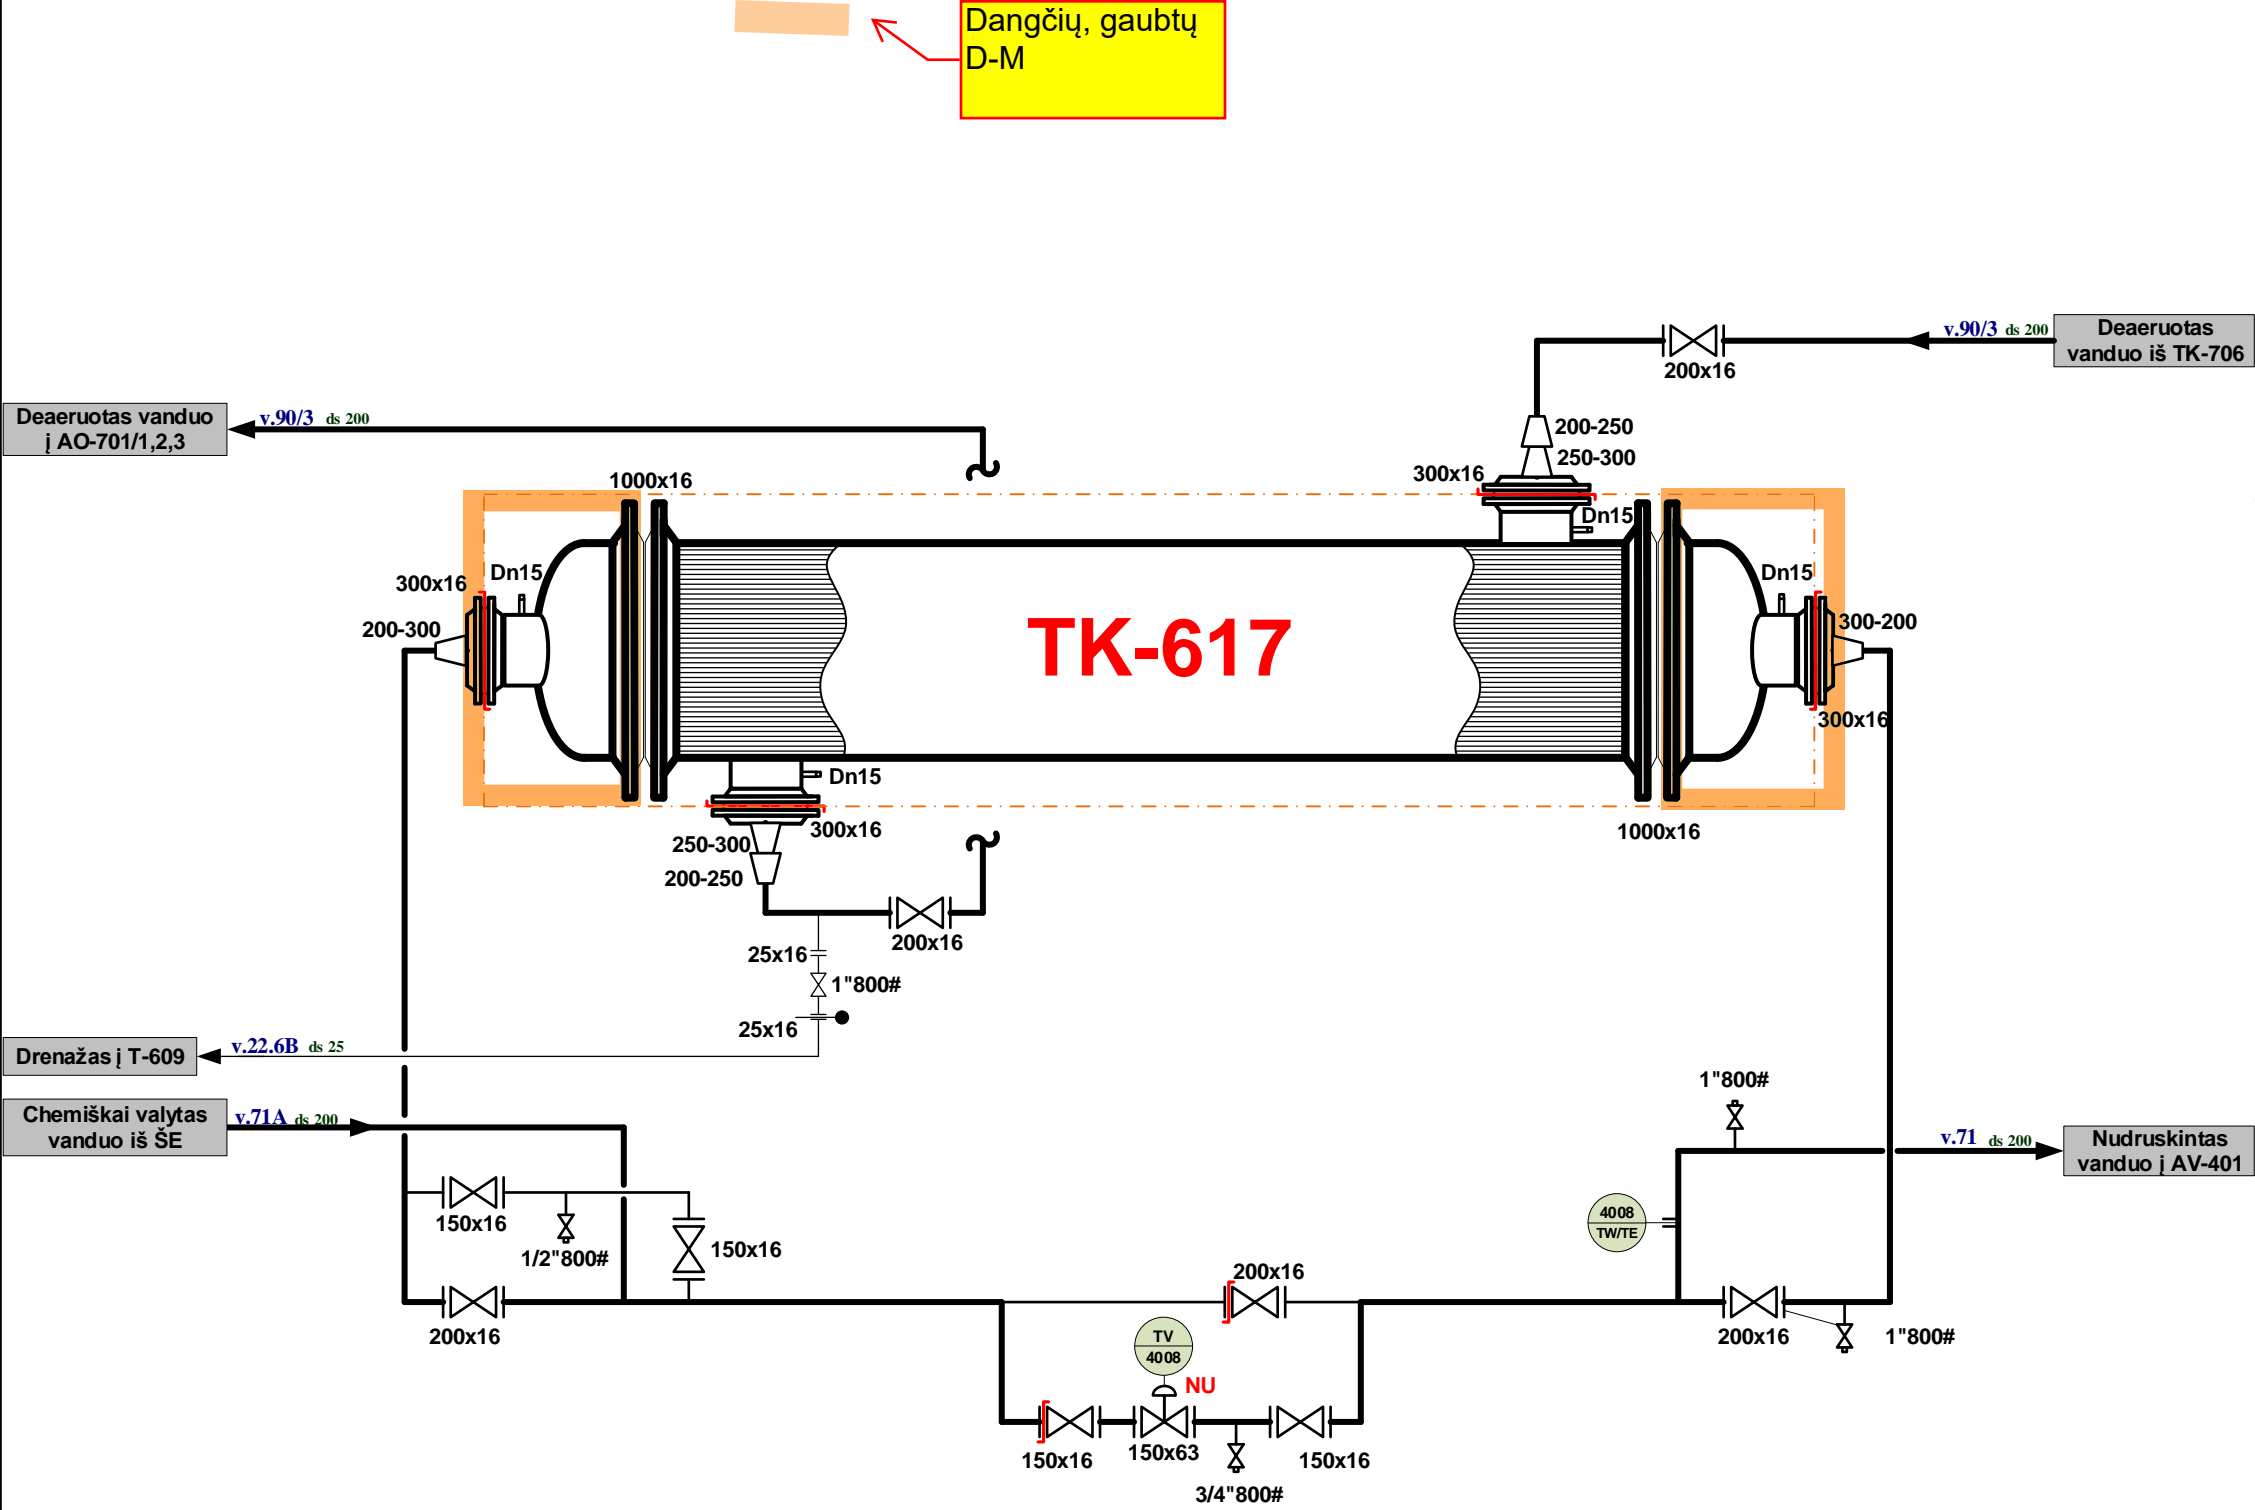 Dangčių, gaubtų
D-M
v.90/3 ds 200
Deaeruotas
vanduo iš TK-706
200x16
Deaeruotas vanduo
į AO-701/1,2,3
v.90/3 ds 200
200-250
250-300
300x16
1000x16
Dn15
300x16
Dn15
Dn15
200-300
TK-617
300-200
300x16
Dn15
300x16
1000x16
250-300
200-250
200x16
25x16
1"800#
25x16
Drenažas į T-609
v.22.6B ds 25
1"800#
Chemiškai valytas
vanduo iš ŠE
v.71A ds 200
v.71 ds 200
Nudruskintas
vanduo į AV-401
150x16
1/2"800#
150x16
4008
TW/TE
200x16
200x16
TV
4008
NU
200x16
1"800#
150x16
150x63
150x16
3/4"800#